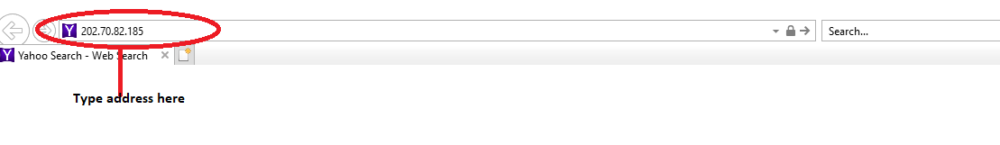 202.70.82.185
Search...
Yahoo Search - Web Search
Type address here